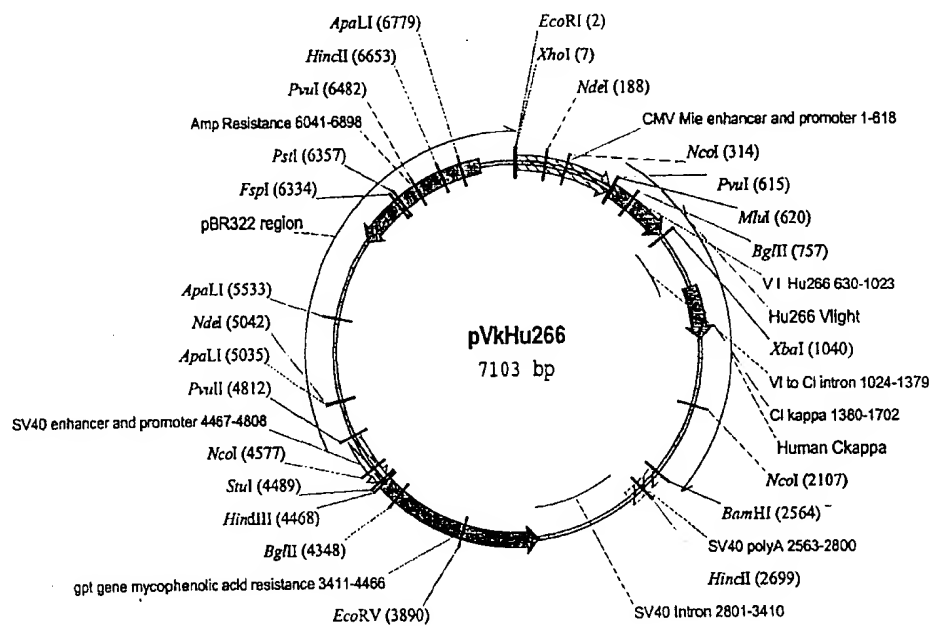 ApaLI (6779)
HincII (6653)
PvuI (6482)
Amp Resistance 6041-6898
PstI (6357)
FspI (6334)
pBR322 region
ApaLI (5533)
NdeI (5042)
ApaLI (5035)
PvuII (4812)
SV40 enhancer and promoter 4467-4808
NcoI (4577)
StuI (4489)
HindIII (4468)
BglII (4348)
gpt gene mycophenolic acid resistance 3411-4466
EcoRV (3890)
pVkHu266
7103 bp
EcoRI (2)
XhoI (7)
NdeI (188)
CMV MIe enhancer and promoter 1-618
NcoI (314)
PvuI (615)
MluI (620)
BglII (757)
V l Hu266 630-1023
Hu266 Vlight
XbaI (1040)
Vl to Cl intron 1024-1379
Cl kappa 1380-1702
Human Ckappa
NcoI (2107)
BamHI (2564)
SV40 polyA 2563-2800
HincII (2699)
SV40 Intron 2801-3410